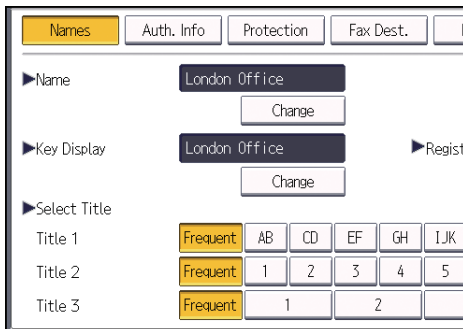 Names Auth. Info Protection Fax Dest.
▶Name London Office
Change
▶Key Display London Office ▶Regist
Change
▶Select Title
Title 1 Frequent AB CD EF GH IJK
Title 2 Frequent 1 2 3 4 5
Title 3 Frequent 1 2